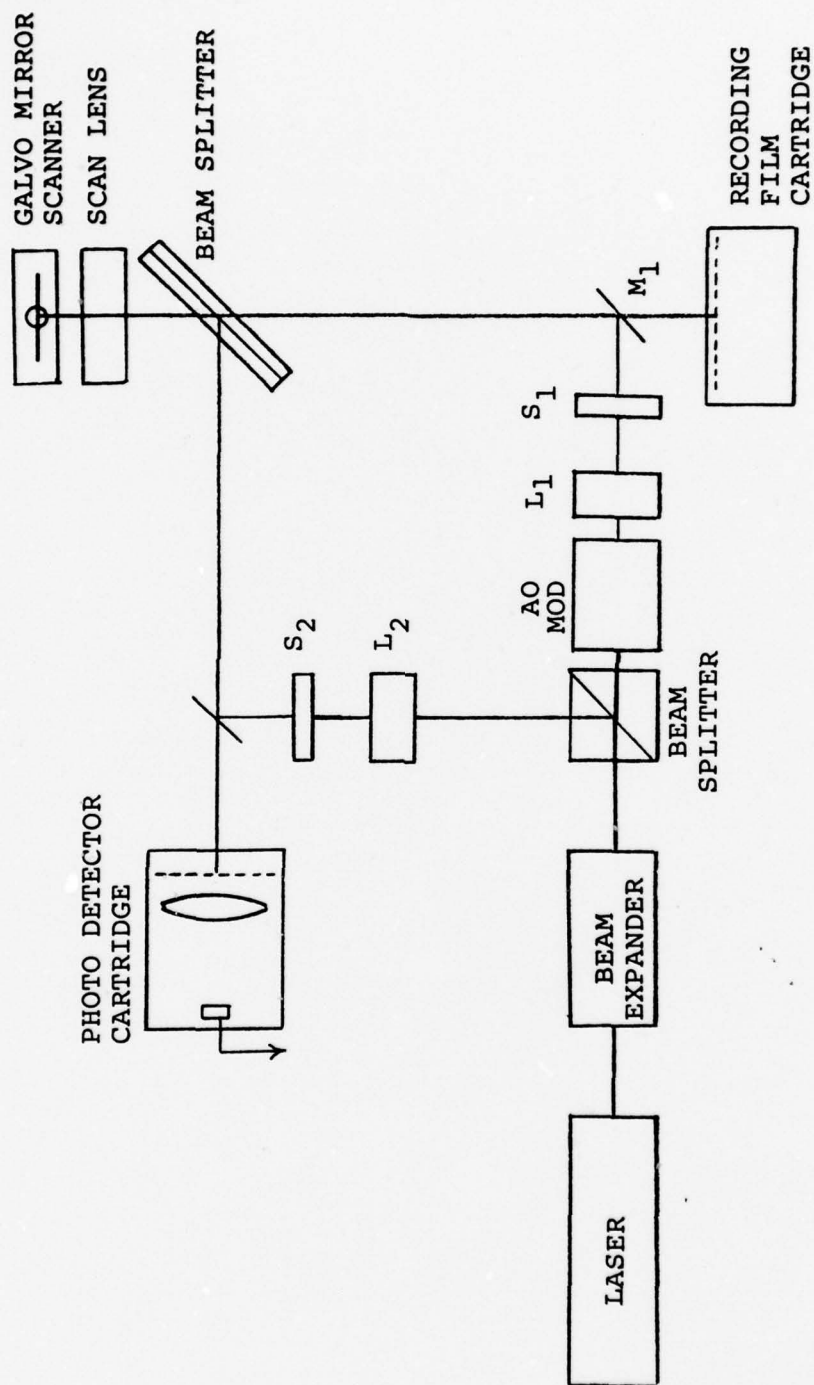 GALVO MIRROR
SCANNER
SCAN LENS
BEAM SPLITTER
PHOTO DETECTOR
CARTRIDGE
S2
L2
M1
S1
L1
AO
MOD
RECORDING
FILM
CARTRIDGE
BEAM
SPLITTER
BEAM
EXPANDER
LASER